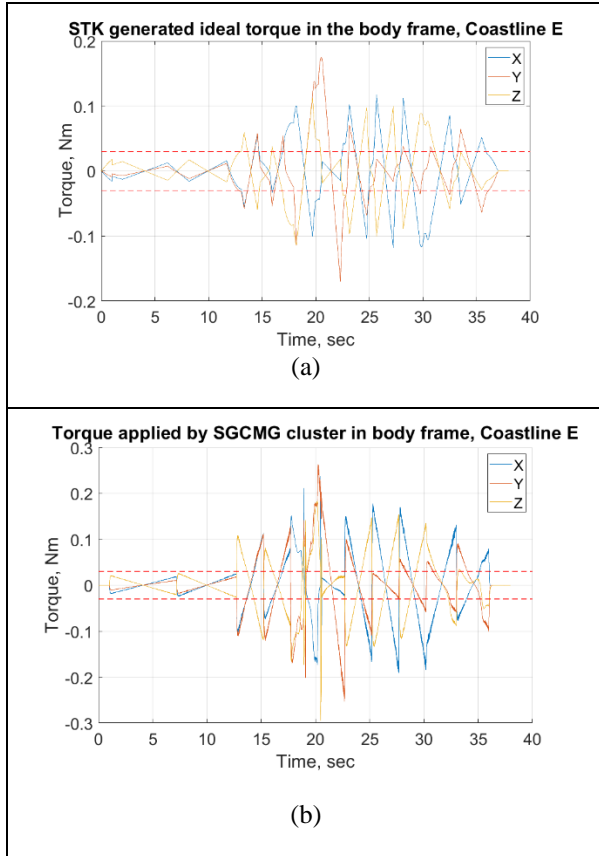 STK generated ideal torque in the body frame, Coastline E
0.2
X
Y
Z
0.1
Torque, Nm
0
-0.1
-0.2
0 5 10 15 20 25 30 35 40
Time, sec
(a)
Torque applied by SGCMG cluster in body frame, Coastline E
0.3
X
Y
Z
0.2
0.1
Torque, Nm
0
-0.1
-0.2
-0.3
0 5 10 15 20 25 30 35 40
Time, sec
(b)